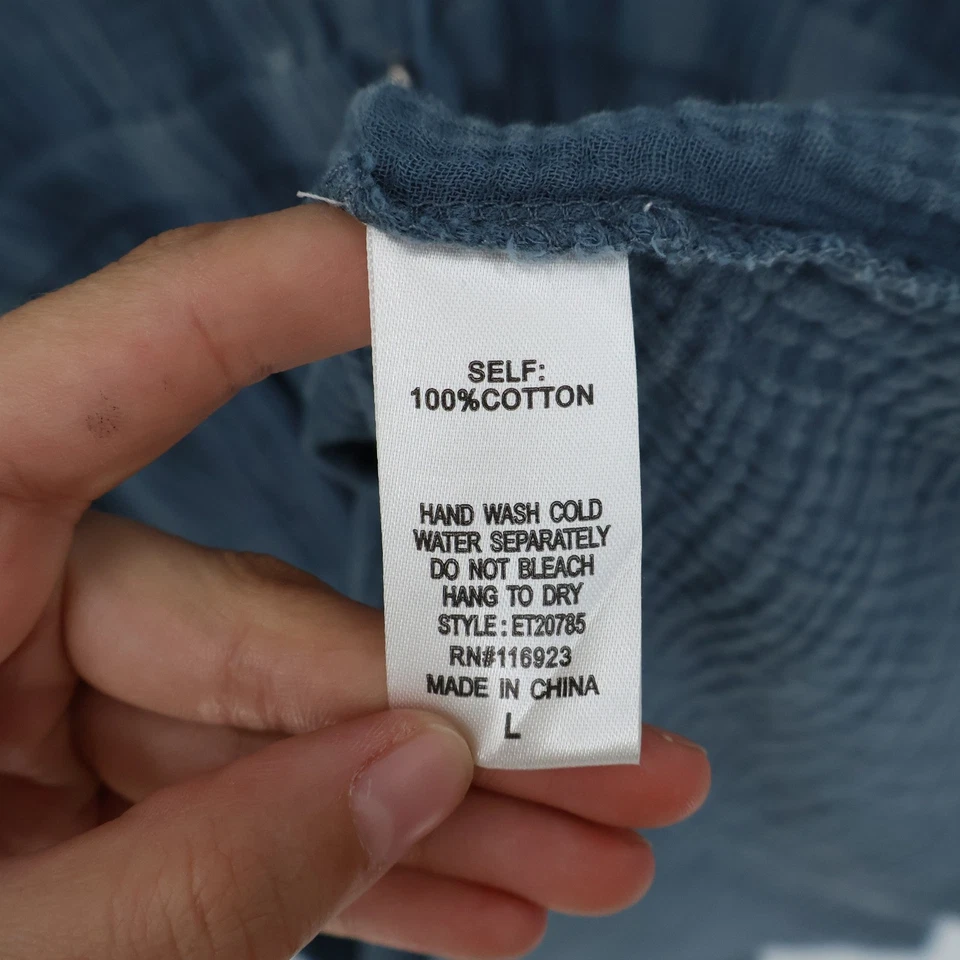 SELF:
100%COTTON
HAND WASH COLD
WATER SEPARATELY
DO NOT BLEACH
HANG TO DRY
STYLE : ET20785
RN#116923
MADE IN CHINA
L